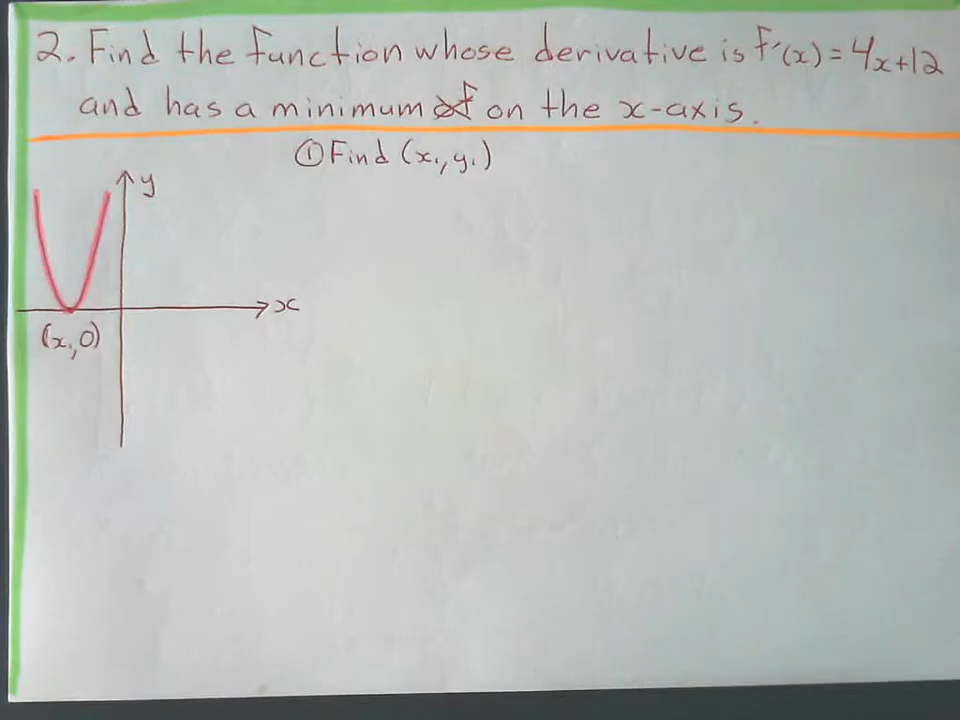 2. Find the function whose derivative is f'(x) = 4x+12
and has a minimum on the x-axis.
① Find (x₁, y₁)
y
x
(x, 0)